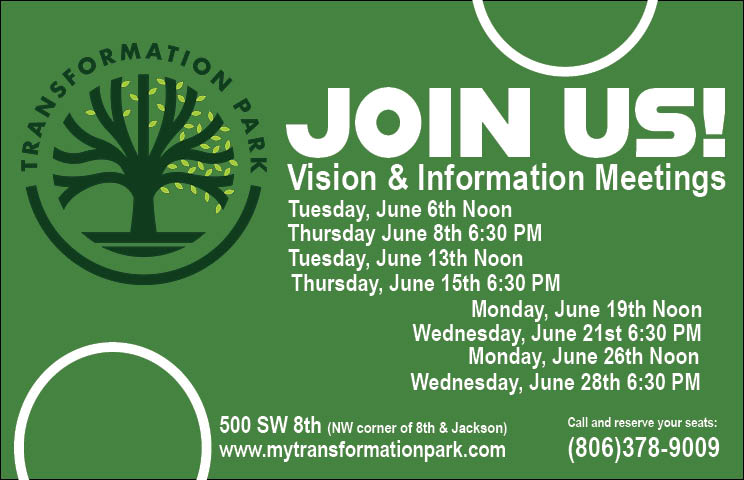 TRANSFORMATION PARK
JOIN US!
Vision & Information Meetings
Tuesday, June 6th Noon
Thursday June 8th 6:30 PM
Tuesday, June 13th Noon
Thursday, June 15th 6:30 PM
Monday, June 19th Noon
Wednesday, June 21st 6:30 PM
Monday, June 26th Noon
Wednesday, June 28th 6:30 PM
500 SW 8th (NW corner of 8th & Jackson)
www.mytransformationpark.com
Call and reserve your seats:
(806)378-9009